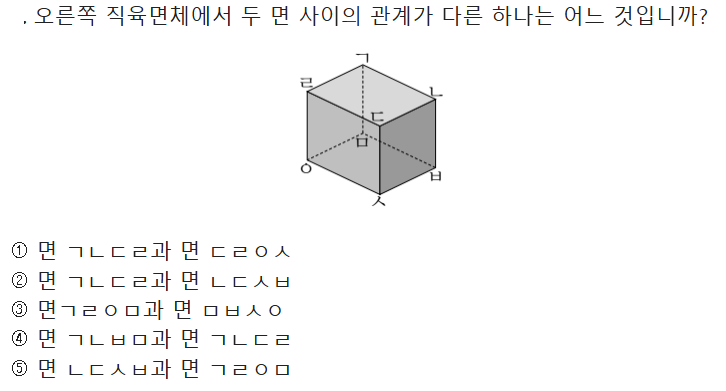 . 오른쪽 직육면체에서 두 면 사이의 관계가 다른 하나는 어느 것입니까?
ㄱ
ㄹ
ㄴ
ㄷ
ㅁ
ㅇ
ㅂ
ㅅ
① 면 ㄱㄴㄷㄹ과 면 ㄷㄹㅇㅅ
② 면 ㄱㄴㄷㄹ과 면 ㄴㄷㅅㅂ
③ 면ㄱㄹㅇㅁ과 면 ㅁㅂㅅㅇ
④ 면 ㄱㄴㅂㅁ과 면 ㄱㄴㄷㄹ
⑤ 면 ㄴㄷㅅㅂ과 면 ㄱㄹㅇㅁ